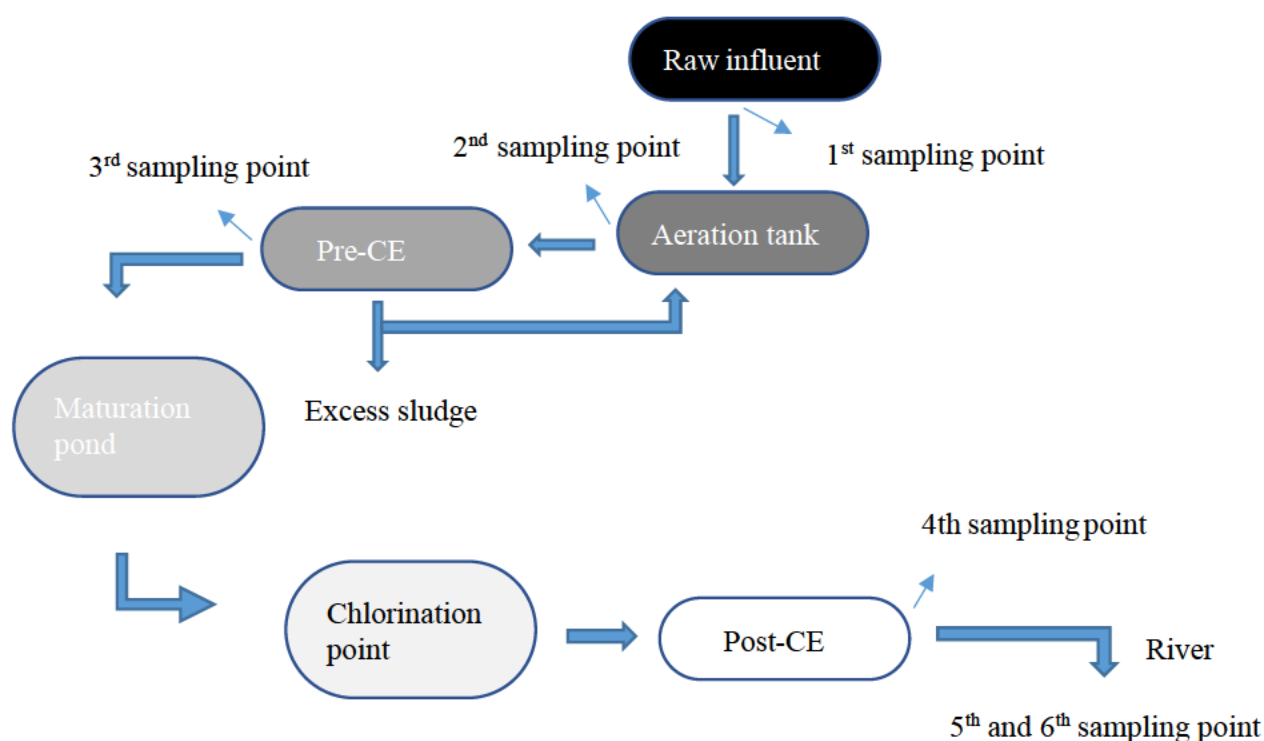 Raw influent
1st sampling point
2nd sampling point
3rd sampling point
Aeration tank
Pre-CE
Maturation
pond
Excess sludge
4th sampling point
Chlorination
point
Post-CE
River
5th and 6th sampling point